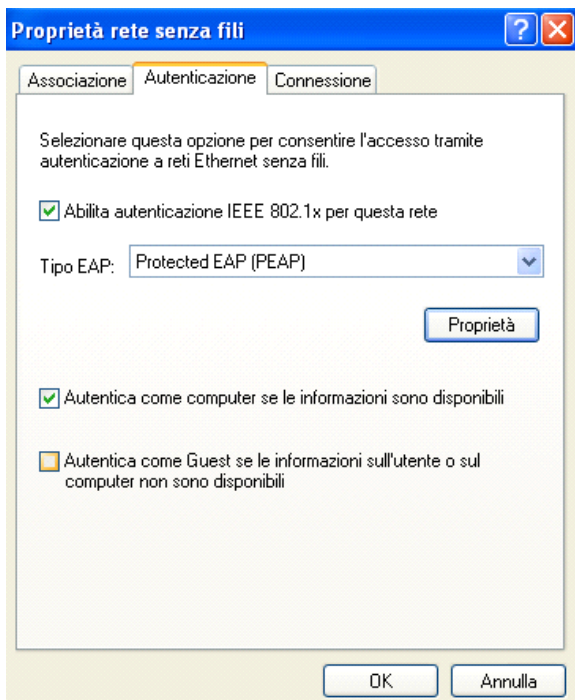 Proprietà rete senza fili
Associazione Autenticazione Connessione
Selezionare questa opzione per consentire l'accesso tramite
autenticazione a reti Ethernet senza fili.
Abilita autenticazione IEEE 802.1x per questa rete
Tipo EAP: Protected EAP (PEAP)
Proprietà
Autentica come computer se le informazioni sono disponibili
Autentica come Guest se le informazioni sull'utente o sul
computer non sono disponibili
OK Annulla